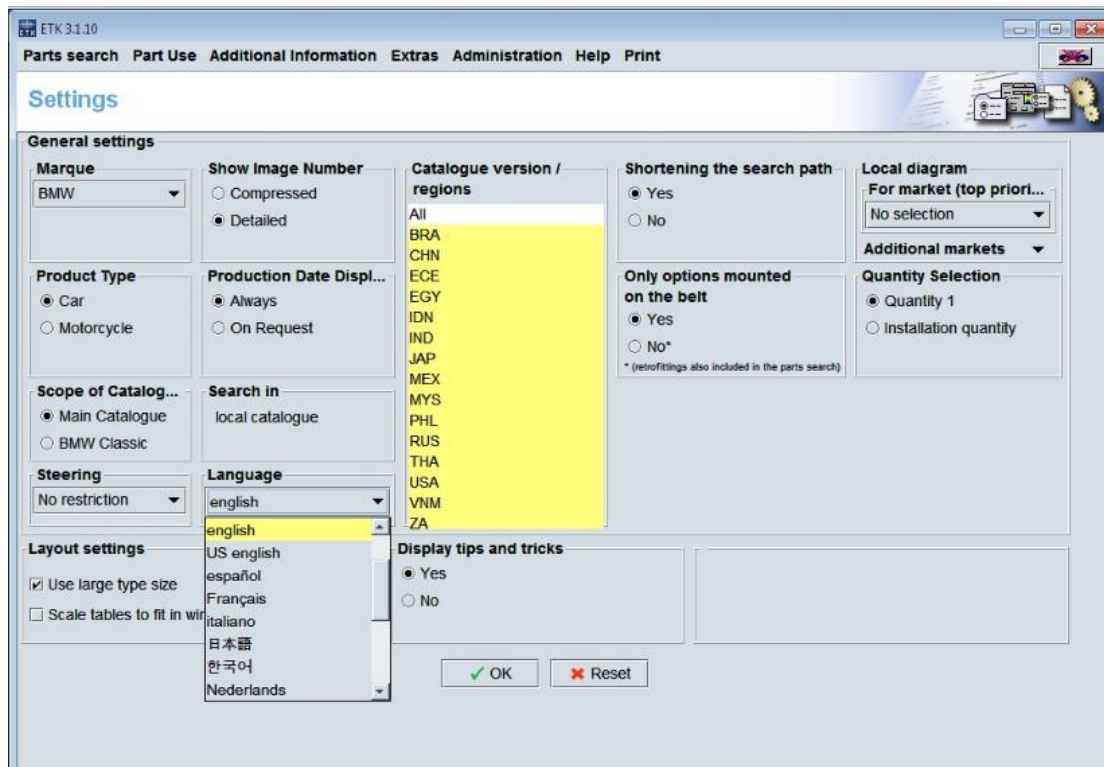 ETK 3.1.10
Parts search Part Use Additional Information Extras Administration Help Print
Settings
General settings
Marque
BMW
Show Image Number
Compressed
Detailed
Catalogue version /
regions
All
BRA
CHN
ECE
EGY
IDN
IND
JAP
MEX
MYS
PHL
RUS
THA
USA
VNM
ZA
Shortening the search path
Yes
No
Local diagram
For market (top priori...
No selection
Additional markets
Product Type
Car
Motorcycle
Production Date Displ...
Always
On Request
Only options mounted
on the belt
Yes
No*
* (retrofittings also included in the parts search)
Quantity Selection
Quantity 1
Installation quantity
Scope of Catalog...
Main Catalogue
BMW Classic
Search in
local catalogue
Steering
No restriction
Language
english
english
US english
español
Français
italiano
日本語
한국어
Nederlands
Layout settings
Use large type size
Scale tables to fit in wir
Display tips and tricks
Yes
No
OK
Reset